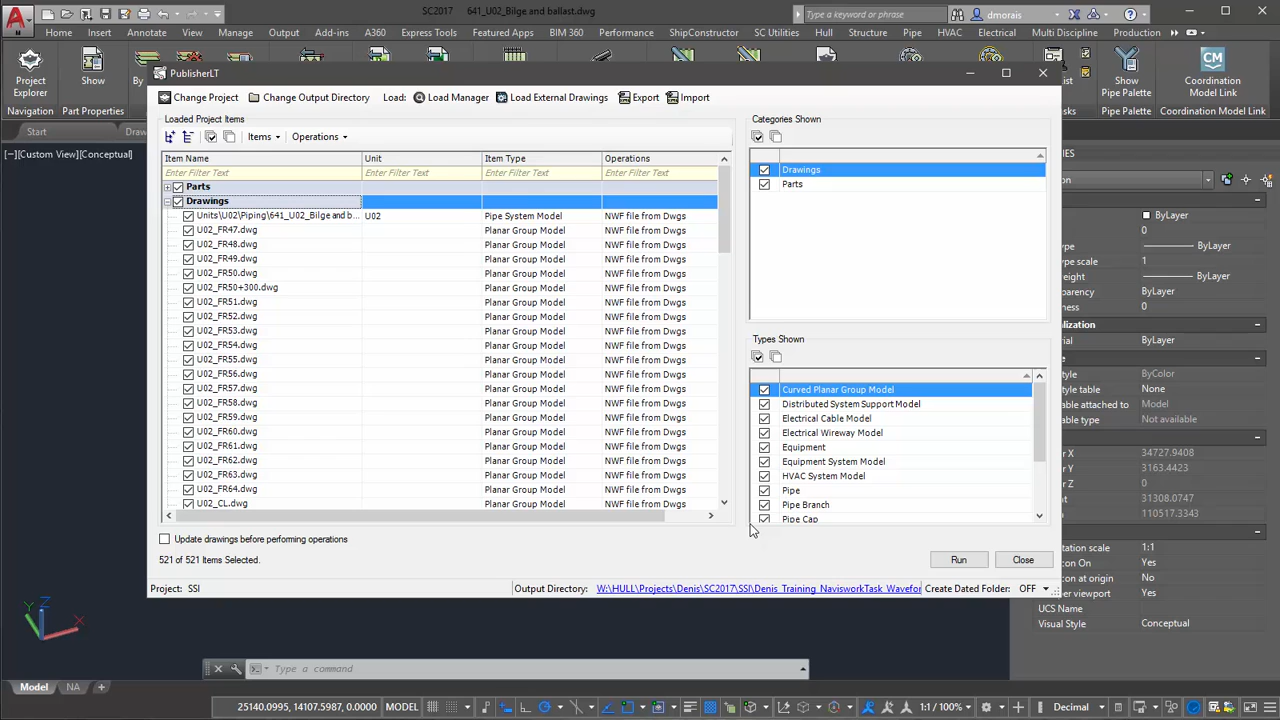 SC2017 641_U02_Bilge and ballast.dwg
Type a keyword or phrase
dmorais
Home Insert Annotate View Manage Output Add-ins A360 Express Tools Featured Apps BIM 360 Performance ShipConstructor SC Utilities Hull Structure Pipe HVAC Electrical Multi Discipline Production
Project Explorer
Show
Navigation
Part Properties
Show Pipe Palette
Pipe Palette
Coordination Model Link
Coordination Model Link
Start
[−][Custom View][Conceptual]
PublisherLT
Change Project Change Output Directory Load: Load Manager Load External Drawings Export Import
Loaded Project Items
Items Operations
Item Name Unit Item Type Operations
Enter Filter Text Enter Filter Text Enter Filter Text Enter Filter Text
Parts
Drawings
Units\U02\Piping\641_U02_Bilge and b... U02 Pipe System Model NWF file from Dwgs
U02_FR47.dwg Planar Group Model NWF file from Dwgs
U02_FR48.dwg Planar Group Model NWF file from Dwgs
U02_FR49.dwg Planar Group Model NWF file from Dwgs
U02_FR50.dwg Planar Group Model NWF file from Dwgs
U02_FR50+300.dwg Planar Group Model NWF file from Dwgs
U02_FR51.dwg Planar Group Model NWF file from Dwgs
U02_FR52.dwg Planar Group Model NWF file from Dwgs
U02_FR53.dwg Planar Group Model NWF file from Dwgs
U02_FR54.dwg Planar Group Model NWF file from Dwgs
U02_FR55.dwg Planar Group Model NWF file from Dwgs
U02_FR56.dwg Planar Group Model NWF file from Dwgs
U02_FR57.dwg Planar Group Model NWF file from Dwgs
U02_FR58.dwg Planar Group Model NWF file from Dwgs
U02_FR59.dwg Planar Group Model NWF file from Dwgs
U02_FR60.dwg Planar Group Model NWF file from Dwgs
U02_FR61.dwg Planar Group Model NWF file from Dwgs
U02_FR62.dwg Planar Group Model NWF file from Dwgs
U02_FR63.dwg Planar Group Model NWF file from Dwgs
U02_FR64.dwg Planar Group Model NWF file from Dwgs
U02_CL.dwg Planar Group Model NWF file from Dwgs
Update drawings before performing operations
521 of 521 Items Selected.
Categories Shown
Drawings
Parts
Types Shown
Curved Planar Group Model
Distributed System Support Model
Electrical Cable Model
Electrical Wireway Model
Equipment
Equipment System Model
HVAC System Model
Pipe
Pipe Branch
Pipe Cap
Run Close
Project: SSI Output Directory: W:\HULL\Projects\Denis\SC2017\SSI\Denis_Training_NavisworkTask_Wavefor Create Dated Folder: OFF
ByLayer
0
ByLayer
1
ByLayer
ByLayer
0
ByLayer
ByColor
None
Model
Not available
34727.9408
3163.4423
0
31308.0747
110517.3343
1:1
Yes
No
Yes
Yes
UCS Name
Visual Style Conceptual
Y Z X
Type a command
Model NA
25140.0995, 14107.5987, 0.0000 MODEL 1:1 / 100% Decimal